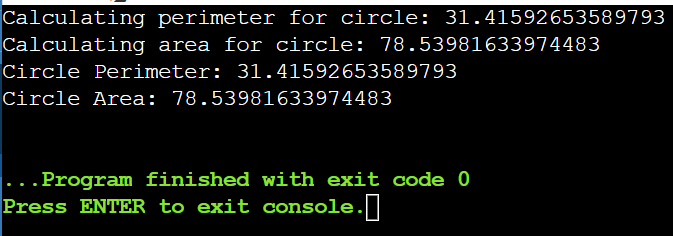 Calculating perimeter for circle: 31.41592653589793
Calculating area for circle: 78.53981633974483
Circle Perimeter: 31.41592653589793
Circle Area: 78.53981633974483
...Program finished with exit code 0
Press ENTER to exit console.